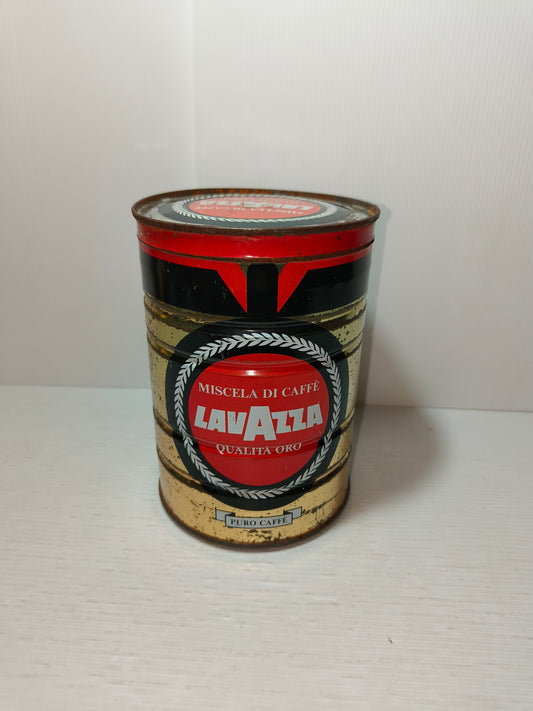 MISCELA DI CAFFÈ
LAVAZZA
QUALITÀ ORO
PURO CAFFÈ